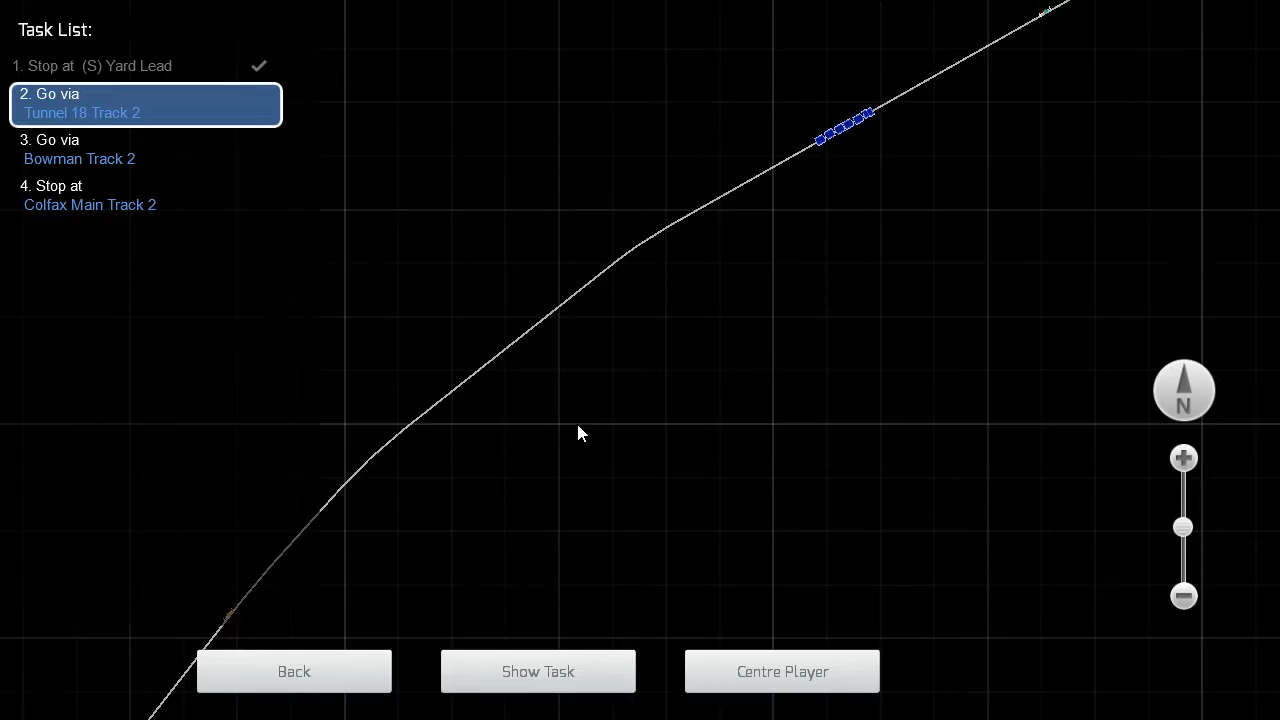 Task List:
1. Stop at  (S) Yard Lead
2. Go via
Tunnel 18 Track 2
3. Go via
Bowman Track 2
4. Stop at
Colfax Main Track 2
N
Back
Show Task
Centre Player